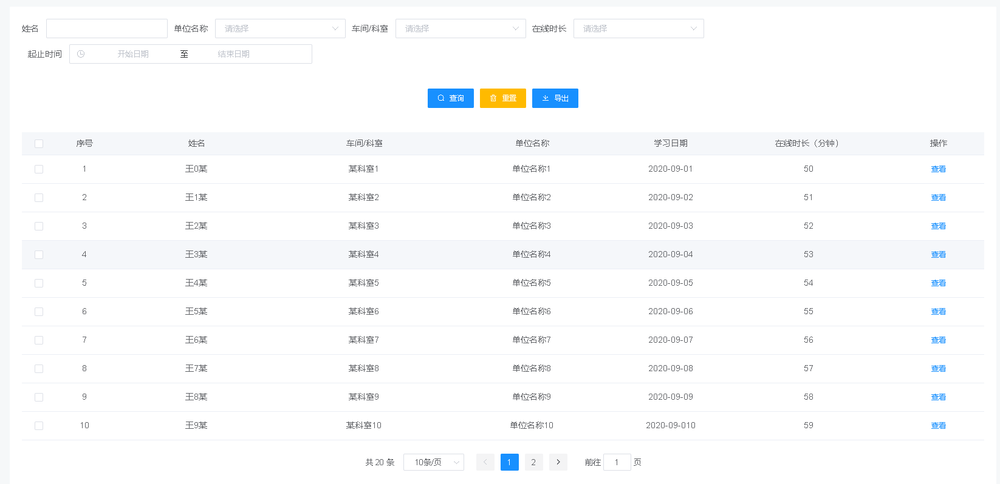 姓名 单位名称 请选择 车间/科室 请选择 在线时长 请选择
起止时间 开始日期 至 结束日期
查询 重置 导出
序号 姓名 车间/科室 单位名称 学习日期 在线时长（分钟） 操作
1 王0某 某科室1 单位名称1 2020-09-01 50 查看
2 王1某 某科室2 单位名称2 2020-09-02 51 查看
3 王2某 某科室3 单位名称3 2020-09-03 52 查看
4 王3某 某科室4 单位名称4 2020-09-04 53 查看
5 王4某 某科室5 单位名称5 2020-09-05 54 查看
6 王5某 某科室6 单位名称6 2020-09-06 55 查看
7 王6某 某科室7 单位名称7 2020-09-07 56 查看
8 王7某 某科室8 单位名称8 2020-09-08 57 查看
9 王8某 某科室9 单位名称9 2020-09-09 58 查看
10 王9某 某科室10 单位名称10 2020-09-010 59 查看
共 20 条 10条/页 1 2 前往 1 页